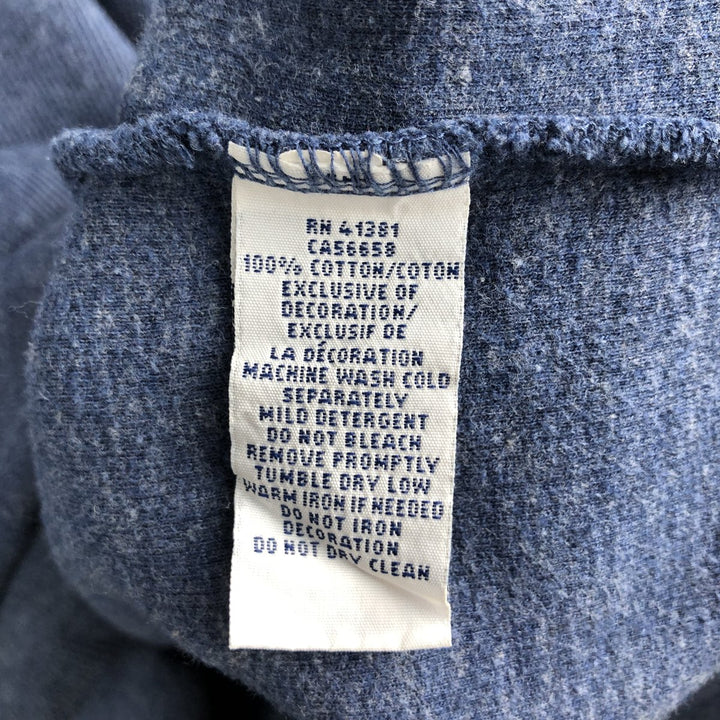 RN 41381
CA56659
100% COTTON/COTON
EXCLUSIVE OF
DECORATION/
EXCLUSIF DE
LA DÉCORATION
MACHINE WASH COLD
SEPARATELY
MILD DETERGENT
DO NOT BLEACH
REMOVE PROMPTLY
TUMBLE DRY LOW
WARM IRON IF NEEDED
DO NOT IRON
DECORATION
DO NOT DRY CLEAN